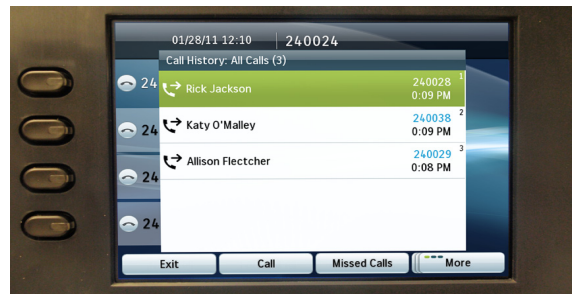 01/28/11 12:10 240024
Call History: All Calls (3)
24 Rick Jackson 240028 1
0:09 PM
24 Katy O'Malley 240038 2
0:09 PM
24 Allison Flectcher 240029 3
0:08 PM
24
Exit Call Missed Calls More